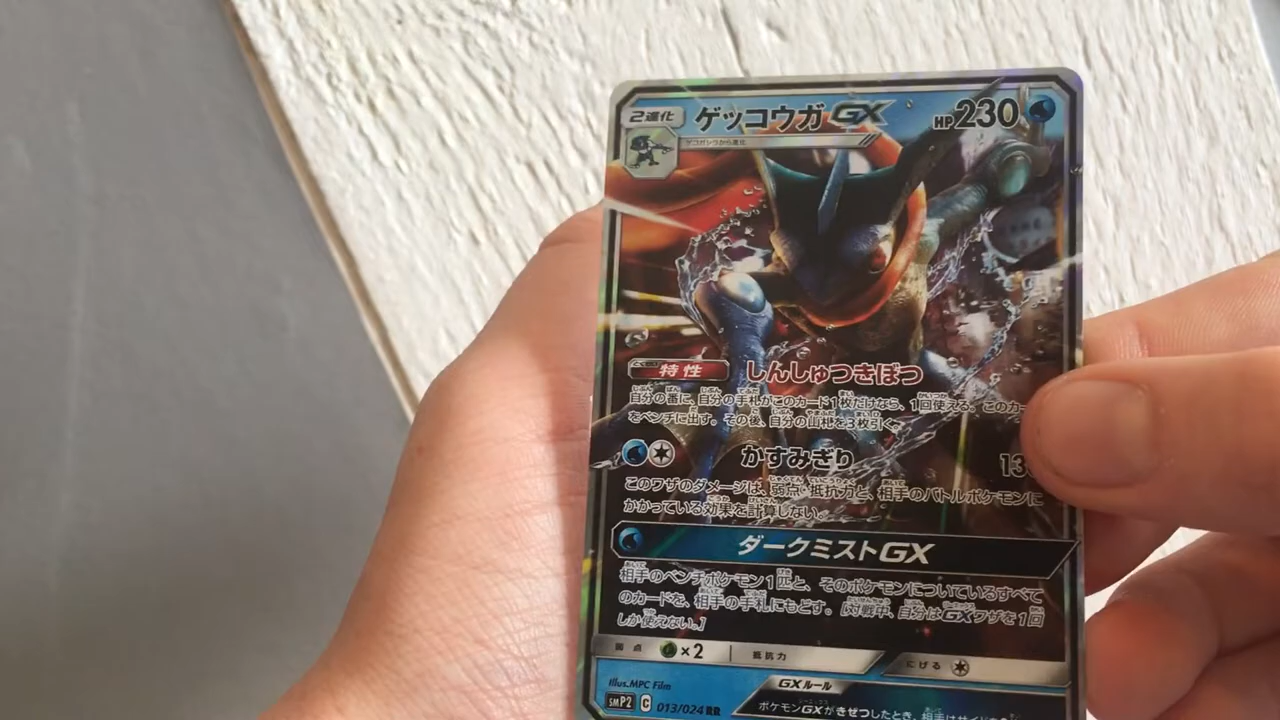 2進化 ゲッコウガGX HP230
ゲコガシラから進化
特性 しんしゅつきぼつ
自分の番に、自分の手札がこのカード1枚だけなら、1回使える。このカー
をベンチに出す。その後、自分の山札を3枚引く。
かすみぎり 13
このワザのダメージは、弱点・抵抗力と、相手のバトルポケモンに
かかっている効果を計算しない。
ダークミストGX
相手のベンチポケモン1匹と、そのポケモンについているすべて
のカードを、相手の手札にもどす。[対戦中、自分はGXワザを1回
しか使えない。]
弱点 ×2 抵抗力 にげる
Illus.MPC Film
GXルール
SMP2 C 013/024 RR
ポケモンGXがきぜつしたとき、相手はサイドを